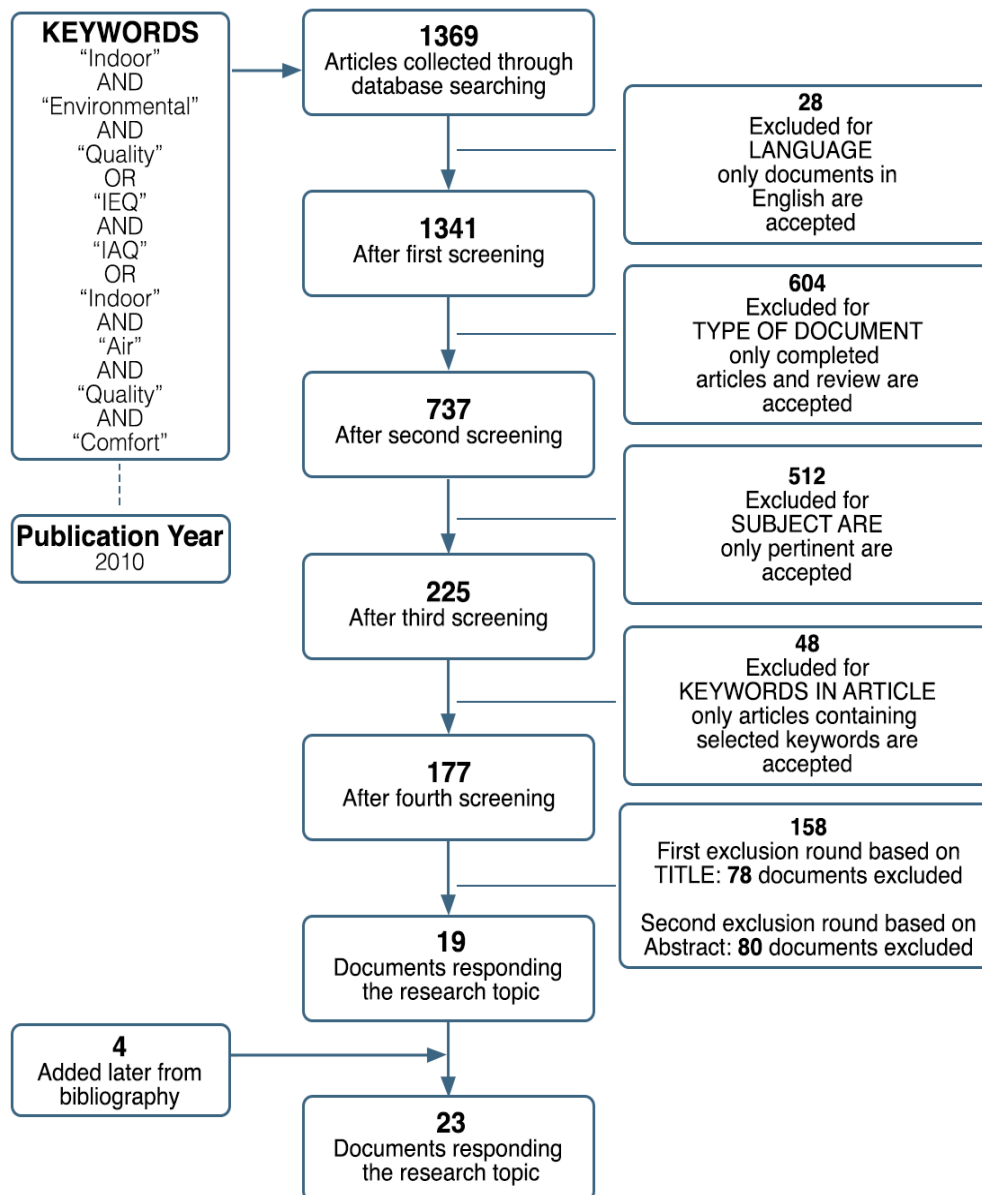 KEYWORDS
“Indoor”
AND
“Environmental”
AND
“Quality”
OR
“IEQ”
AND
“IAQ”
OR
“Indoor”
AND
“Air”
AND
“Quality”
AND
“Comfort”
Publication Year
2010
1369
Articles collected through
database searching
28
Excluded for
LANGUAGE
only documents in
English are
accepted
1341
After first screening
604
Excluded for
TYPE OF DOCUMENT
only completed
articles and review are
accepted
737
After second screening
512
Excluded for
SUBJECT ARE
only pertinent are
accepted
225
After third screening
48
Excluded for
KEYWORDS IN ARTICLE
only articles containing
selected keywords are
accepted
177
After fourth screening
158
First exclusion round based on
TITLE: 78 documents excluded
Second exclusion round based on
Abstract: 80 documents excluded
19
Documents responding
the research topic
4
Added later from
bibliography
23
Documents responding
the research topic